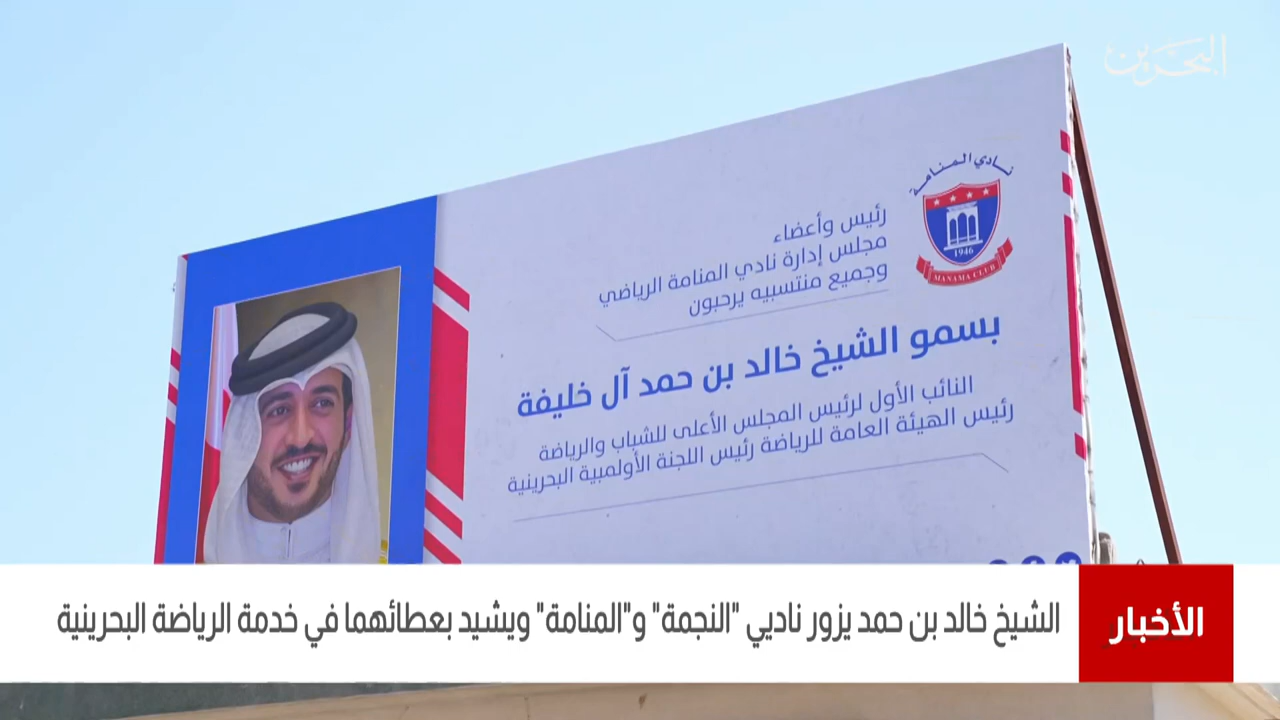 البحرين
نادي المنامة
1946
MANAMA CLUB
رئيس وأعضاء
مجلس إدارة نادي المنامة الرياضي
وجميع منتسبيه يرحبون
بسمو الشيخ خالد بن حمد آل خليفة
النائب الأول لرئيس المجلس الأعلى للشباب والرياضة
رئيس الهيئة العامة للرياضة رئيس اللجنة الأولمبية البحرينية
الأخبار
الشيخ خالد بن حمد يزور ناديي "النجمة" و"المنامة" ويشيد بعطائهما في خدمة الرياضة البحرينية